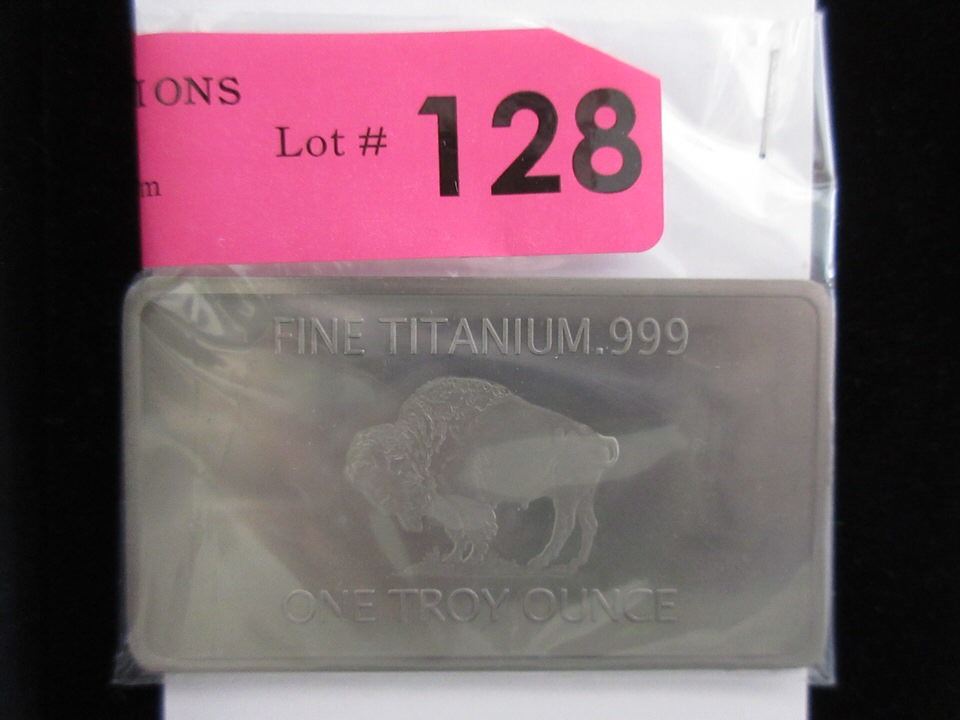 IONS
Lot # 128
m
FINE TITANIUM.999
ONE TROY OUNCE